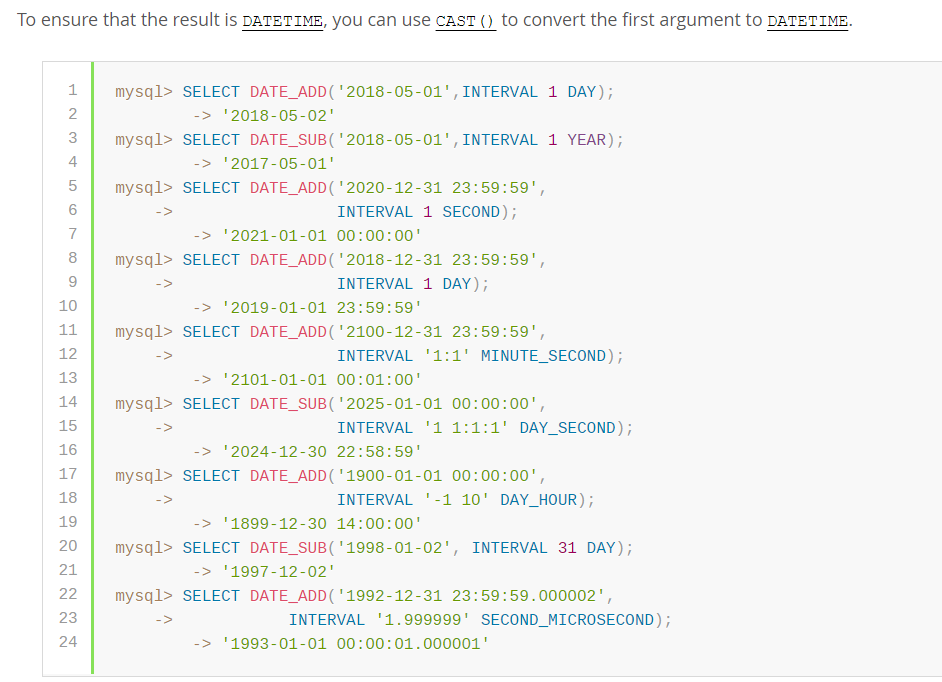 To ensure that the result is DATETIME, you can use CAST() to convert the first argument to DATETIME.
1 mysql> SELECT DATE_ADD('2018-05-01',INTERVAL 1 DAY);
2         -> '2018-05-02'
3 mysql> SELECT DATE_SUB('2018-05-01',INTERVAL 1 YEAR);
4         -> '2017-05-01'
5 mysql> SELECT DATE_ADD('2020-12-31 23:59:59',
6     ->                 INTERVAL 1 SECOND);
7         -> '2021-01-01 00:00:00'
8 mysql> SELECT DATE_ADD('2018-12-31 23:59:59',
9     ->                 INTERVAL 1 DAY);
10         -> '2019-01-01 23:59:59'
11 mysql> SELECT DATE_ADD('2100-12-31 23:59:59',
12     ->                 INTERVAL '1:1' MINUTE_SECOND);
13         -> '2101-01-01 00:01:00'
14 mysql> SELECT DATE_SUB('2025-01-01 00:00:00',
15     ->                 INTERVAL '1 1:1:1' DAY_SECOND);
16         -> '2024-12-30 22:58:59'
17 mysql> SELECT DATE_ADD('1900-01-01 00:00:00',
18     ->                 INTERVAL '-1 10' DAY_HOUR);
19         -> '1899-12-30 14:00:00'
20 mysql> SELECT DATE_SUB('1998-01-02', INTERVAL 31 DAY);
21         -> '1997-12-02'
22 mysql> SELECT DATE_ADD('1992-12-31 23:59:59.000002',
23     ->            INTERVAL '1.999999' SECOND_MICROSECOND);
24         -> '1993-01-01 00:00:01.000001'